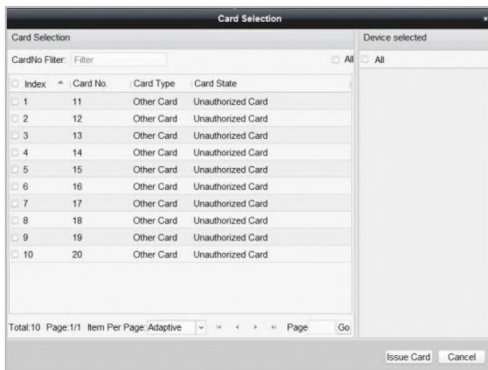 Card Selection
Card Selection
Device selected
CardNo Fliter: Filter
All
All
Index Card No. Card Type Card State
1 11 Other Card Unauthorized Card
2 12 Other Card Unauthorized Card
3 13 Other Card Unauthorized Card
4 14 Other Card Unauthorized Card
5 15 Other Card Unauthorized Card
6 16 Other Card Unauthorized Card
7 17 Other Card Unauthorized Card
8 18 Other Card Unauthorized Card
9 19 Other Card Unauthorized Card
10 20 Other Card Unauthorized Card
Total:10 Page:1/1 Item Per Page: Adaptive Page Go
Issue Card Cancel